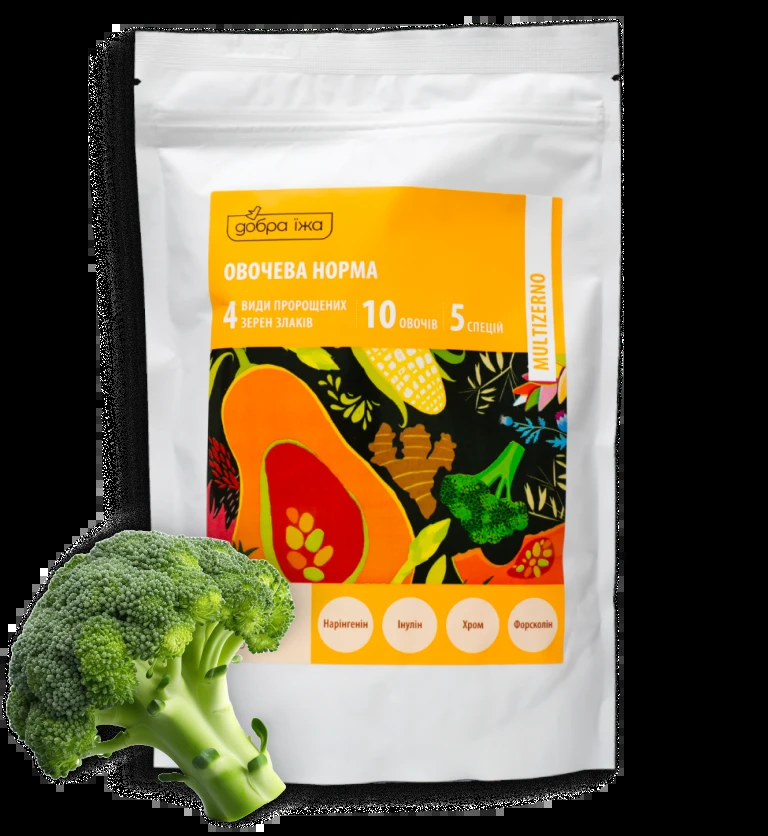 добра їжа
ОВОЧЕВА НОРМА
4 ВИДИ ПРОРОЩЕНИХ
ЗЕРЕН ЗЛАКІВ
10 ОВОЧІВ
5 СПЕЦІЙ
MULTIZERNO
Нарінгенін
Інулін
Хром
Форсколін